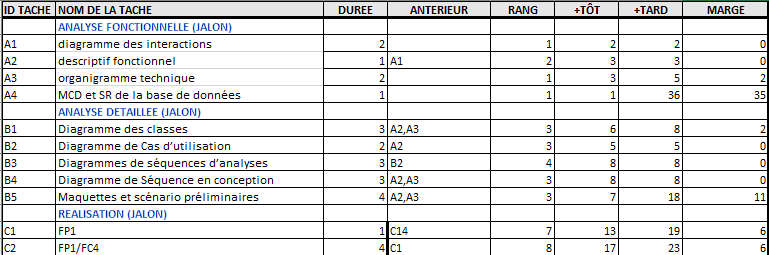 ID TACHE NOM DE LA TACHE DUREE ANTERIEUR RANG +TÔT +TARD MARGE
ANALYSE FONCTIONNELLE (JALON)
A1 diagramme des interactions 2 1 2 2 0
A2 descriptif fonctionnel 1 A1 2 3 3 0
A3 organigramme technique 2 1 3 5 2
A4 MCD et SR de la base de données 1 1 1 36 35
ANALYSE DETAILLEE (JALON)
B1 Diagramme des classes 3 A2,A3 3 6 8 2
B2 Diagramme de Cas d'utilisation 2 A2 3 5 5 0
B3 Diagrammes de séquences d'analyses 3 B2 4 8 8 0
B4 Diagramme de Séquence en conception 3 A2,A3 3 8 8 0
B5 Maquettes et scénario préliminaires 4 A2,A3 3 7 18 11
REALISATION (JALON)
C1 FP1 1 C14 7 13 19 6
C2 FP1/FC4 4 C1 8 17 23 6